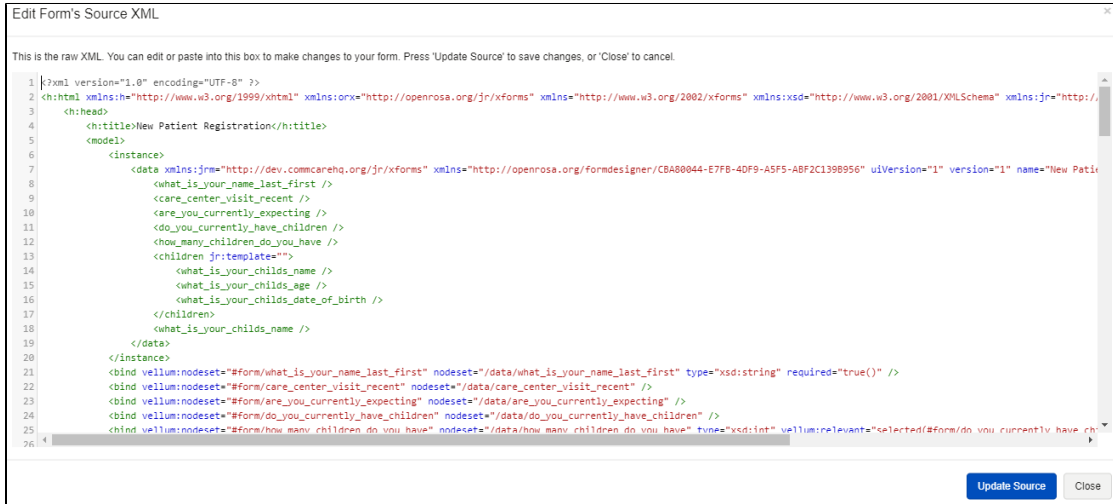 Edit Form's Source XML
×
This is the raw XML. You can edit or paste into this box to make changes to your form. Press 'Update Source' to save changes, or 'Close' to cancel.
1 <?xml version="1.0" encoding="UTF-8" ?>
2 <h:html xmlns:h="http://www.w3.org/1999/xhtml" xmlns:orx="http://openrosa.org/jr/xforms" xmlns="http://www.w3.org/2002/xforms" xmlns:xsd="http://www.w3.org/2001/XMLSchema" xmlns:jr="http:/
3 <h:head>
4 <h:title>New Patient Registration</h:title>
5 <model>
6 <instance>
7 <data xmlns:jrm="http://dev.commcarehq.org/jr/xforms" xmlns="http://openrosa.org/formdesigner/CBA80044-E7FB-4DF9-A5F5-ABF2C139B956" uiVersion="1" version="1" name="New Patie
8 <what_is_your_name_last_first />
9 <care_center_visit_recent />
10 <are_you_currently_expecting />
11 <do_you_currently_have_children />
12 <how_many_children_do_you_have />
13 <children jr:template="">
14 <what_is_your_childs_name />
15 <what_is_your_childs_age />
16 <what_is_your_childs_date_of_birth />
17 </children>
18 <what_is_your_childs_name />
19 </data>
20 </instance>
21 <bind vellum:nodeset="#form/what_is_your_name_last_first" nodeset="/data/what_is_your_name_last_first" type="xsd:string" required="true()" />
22 <bind vellum:nodeset="#form/care_center_visit_recent" nodeset="/data/care_center_visit_recent" />
23 <bind vellum:nodeset="#form/are_you_currently_expecting" nodeset="/data/are_you_currently_expecting" />
24 <bind vellum:nodeset="#form/do_you_currently_have_children" nodeset="/data/do_you_currently_have_children" />
25 <bind vellum:nodeset="#form/how_many_children_do_you_have" nodeset="/data/how_many_children_do_you_have" type="xsd:int" vellum:relevant="selected(#form/do_you_currently_have_chi
26
Update Source Close